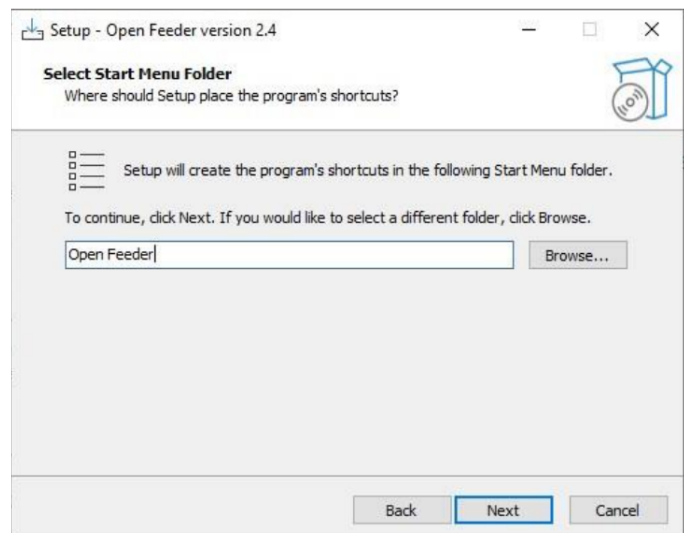 Setup - Open Feeder version 2.4
Select Start Menu Folder
Where should Setup place the program's shortcuts?
Setup will create the program's shortcuts in the following Start Menu folder.
To continue, click Next. If you would like to select a different folder, click Browse.
Open Feeder
Browse...
Back
Next
Cancel